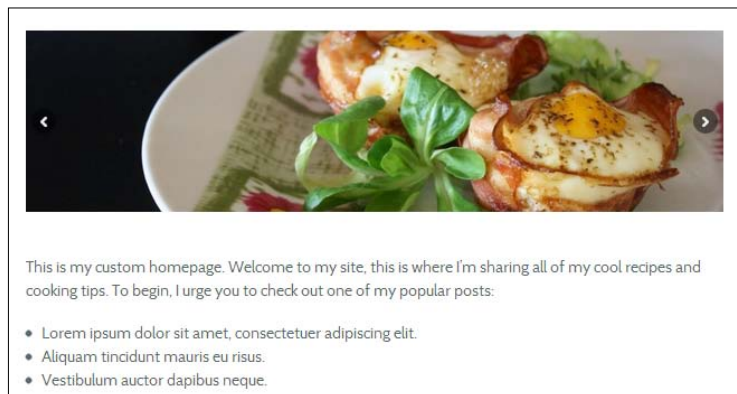 This is my custom homepage. Welcome to my site, this is where I'm sharing all of my cool recipes and
cooking tips. To begin, I urge you to check out one of my popular posts:
Lorem ipsum dolor sit amet, consectetuer adipiscing elit.
Aliquam tincidunt mauris eu risus.
Vestibulum auctor dapibus neque.